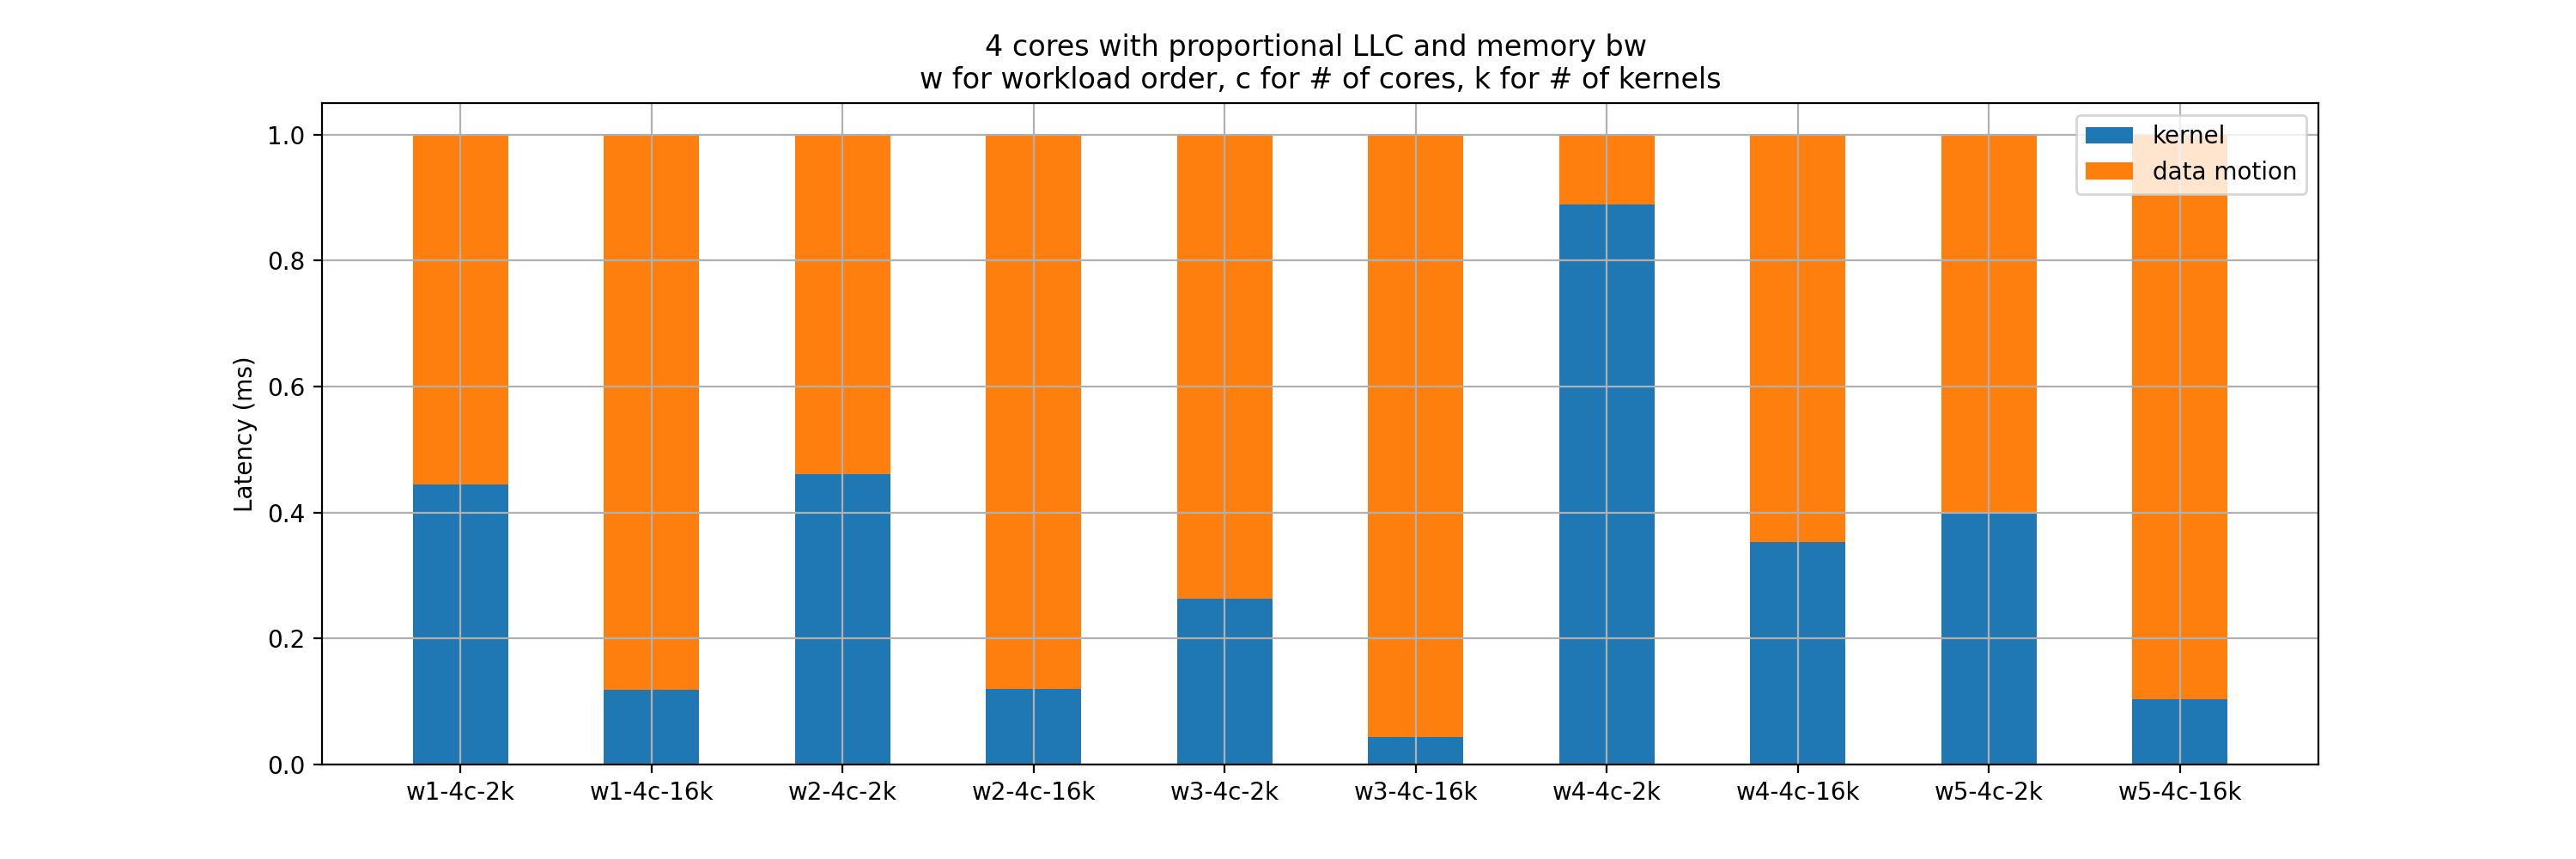 4 cores with proportional LLC and memory bw
w for workload order, c for # of cores, k for # of kernels
kernel
data motion
Latency (ms)
1.0
0.8
0.6
0.4
0.2
0.0
w1-4c-2k
w1-4c-16k
w2-4c-2k
w2-4c-16k
w3-4c-2k
w3-4c-16k
w4-4c-2k
w4-4c-16k
w5-4c-2k
w5-4c-16k